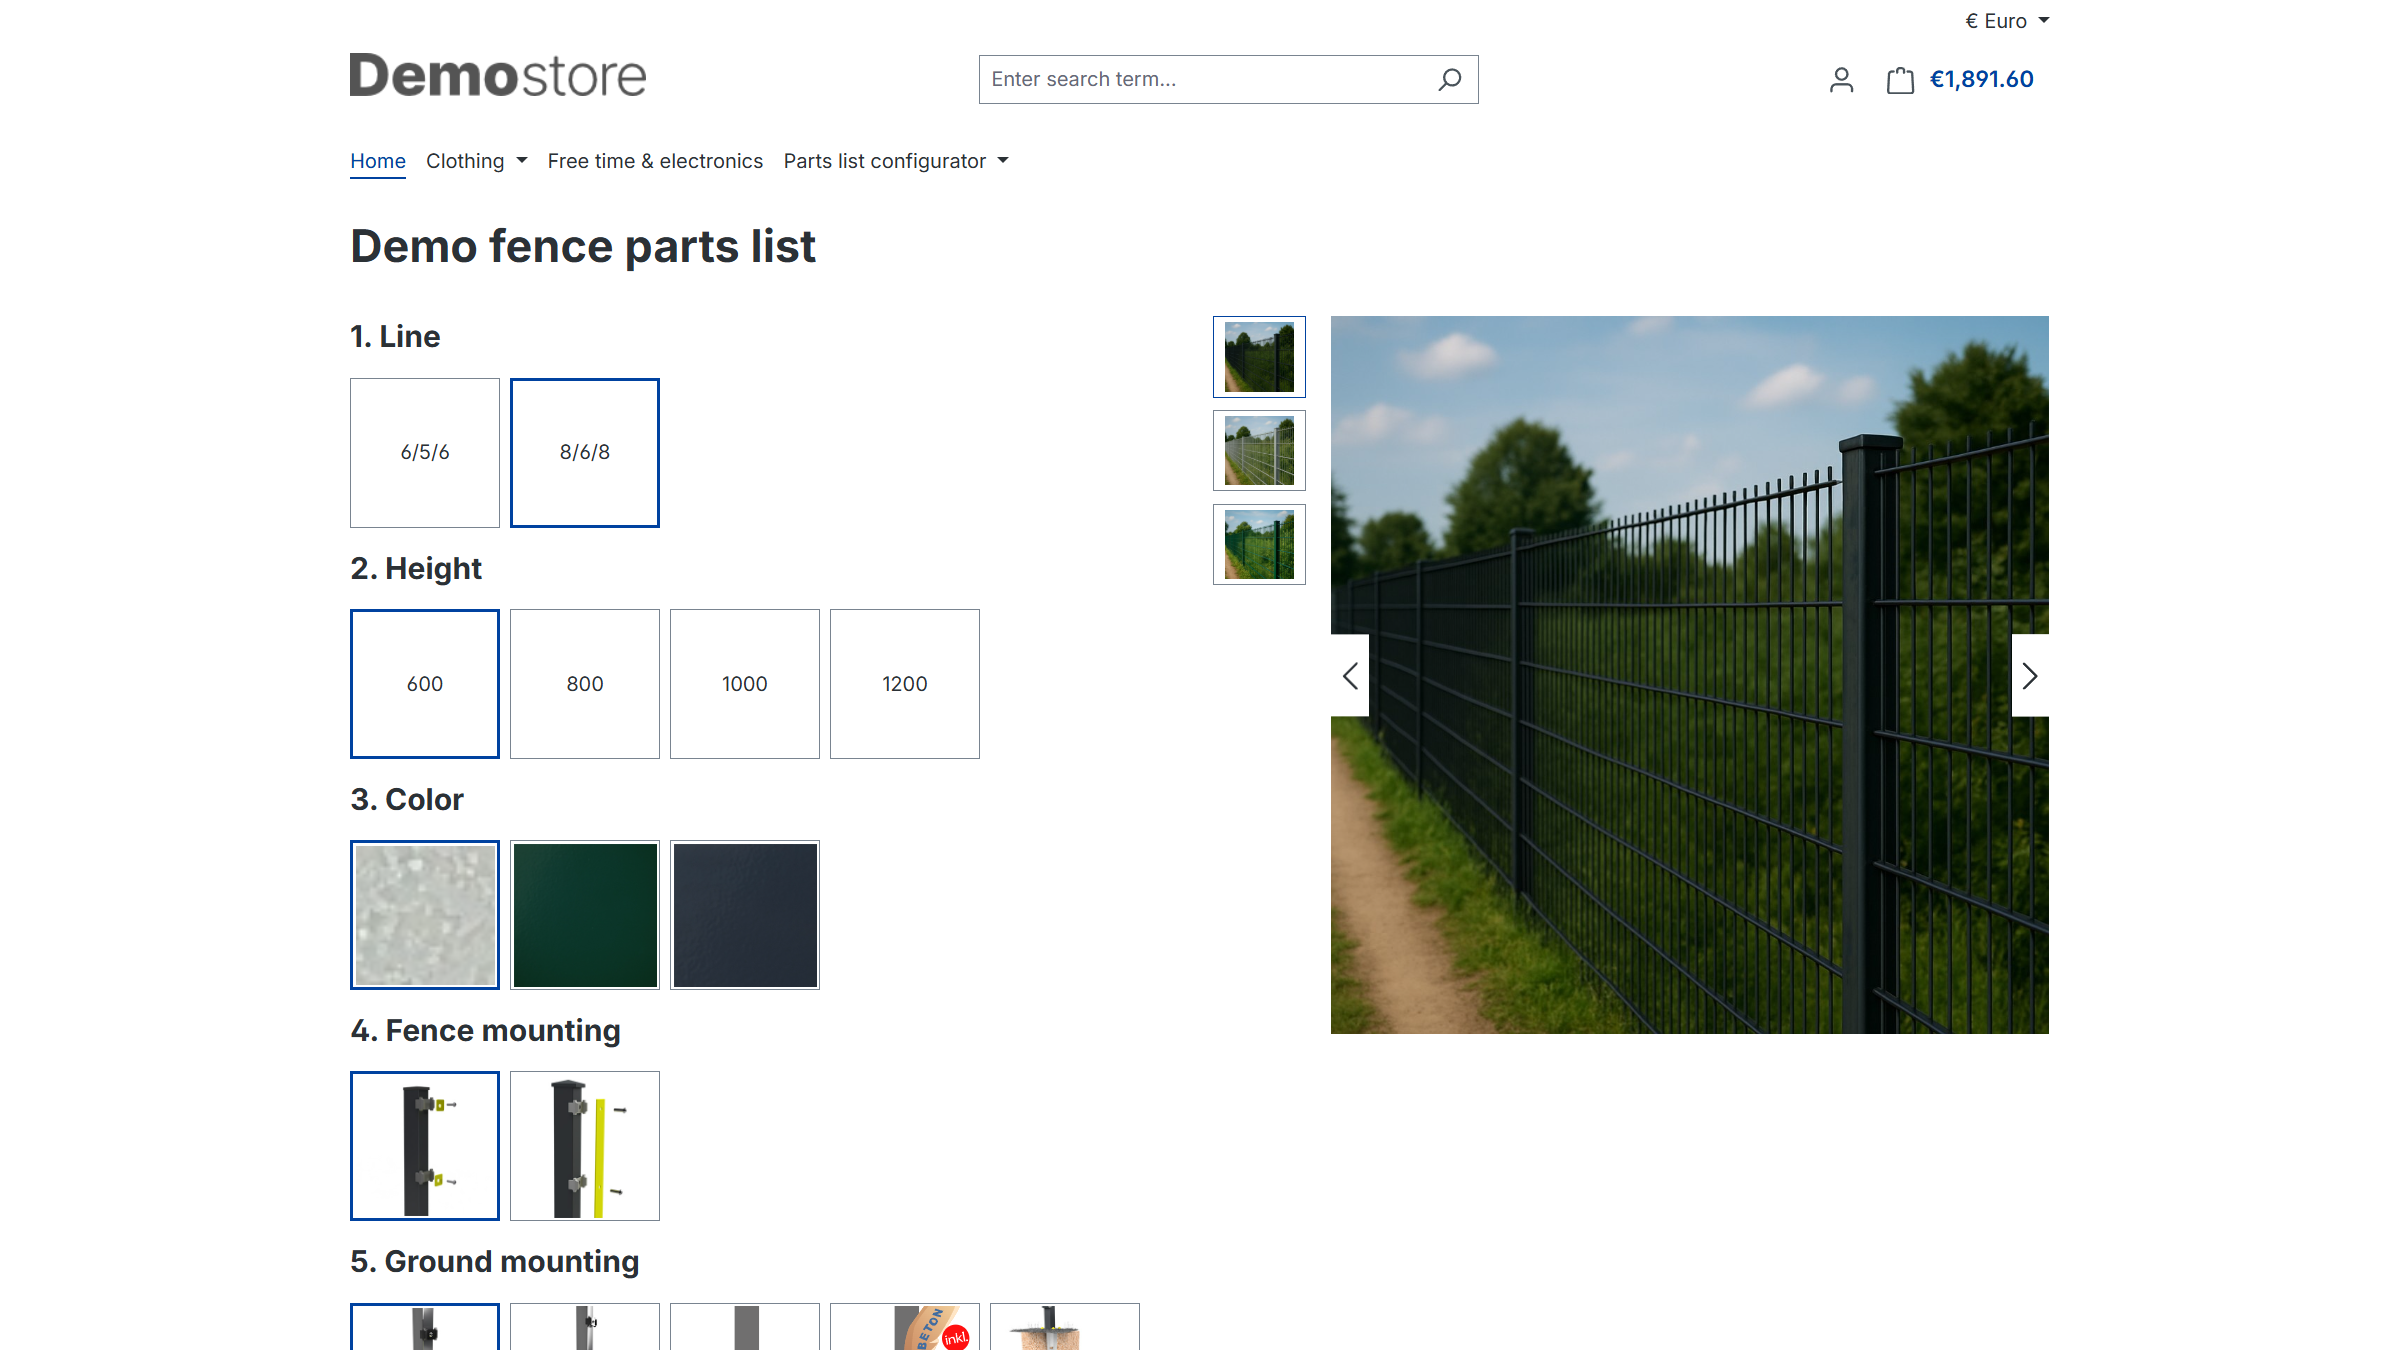 € Euro
Demostore
Enter search term...
€1,891.60
Home Clothing Free time & electronics Parts list configurator
Demo fence parts list
1. Line
6/5/6 8/6/8
2. Height
600 800 1000 1200
3. Color
4. Fence mounting
5. Ground mounting
BETON
inkl.